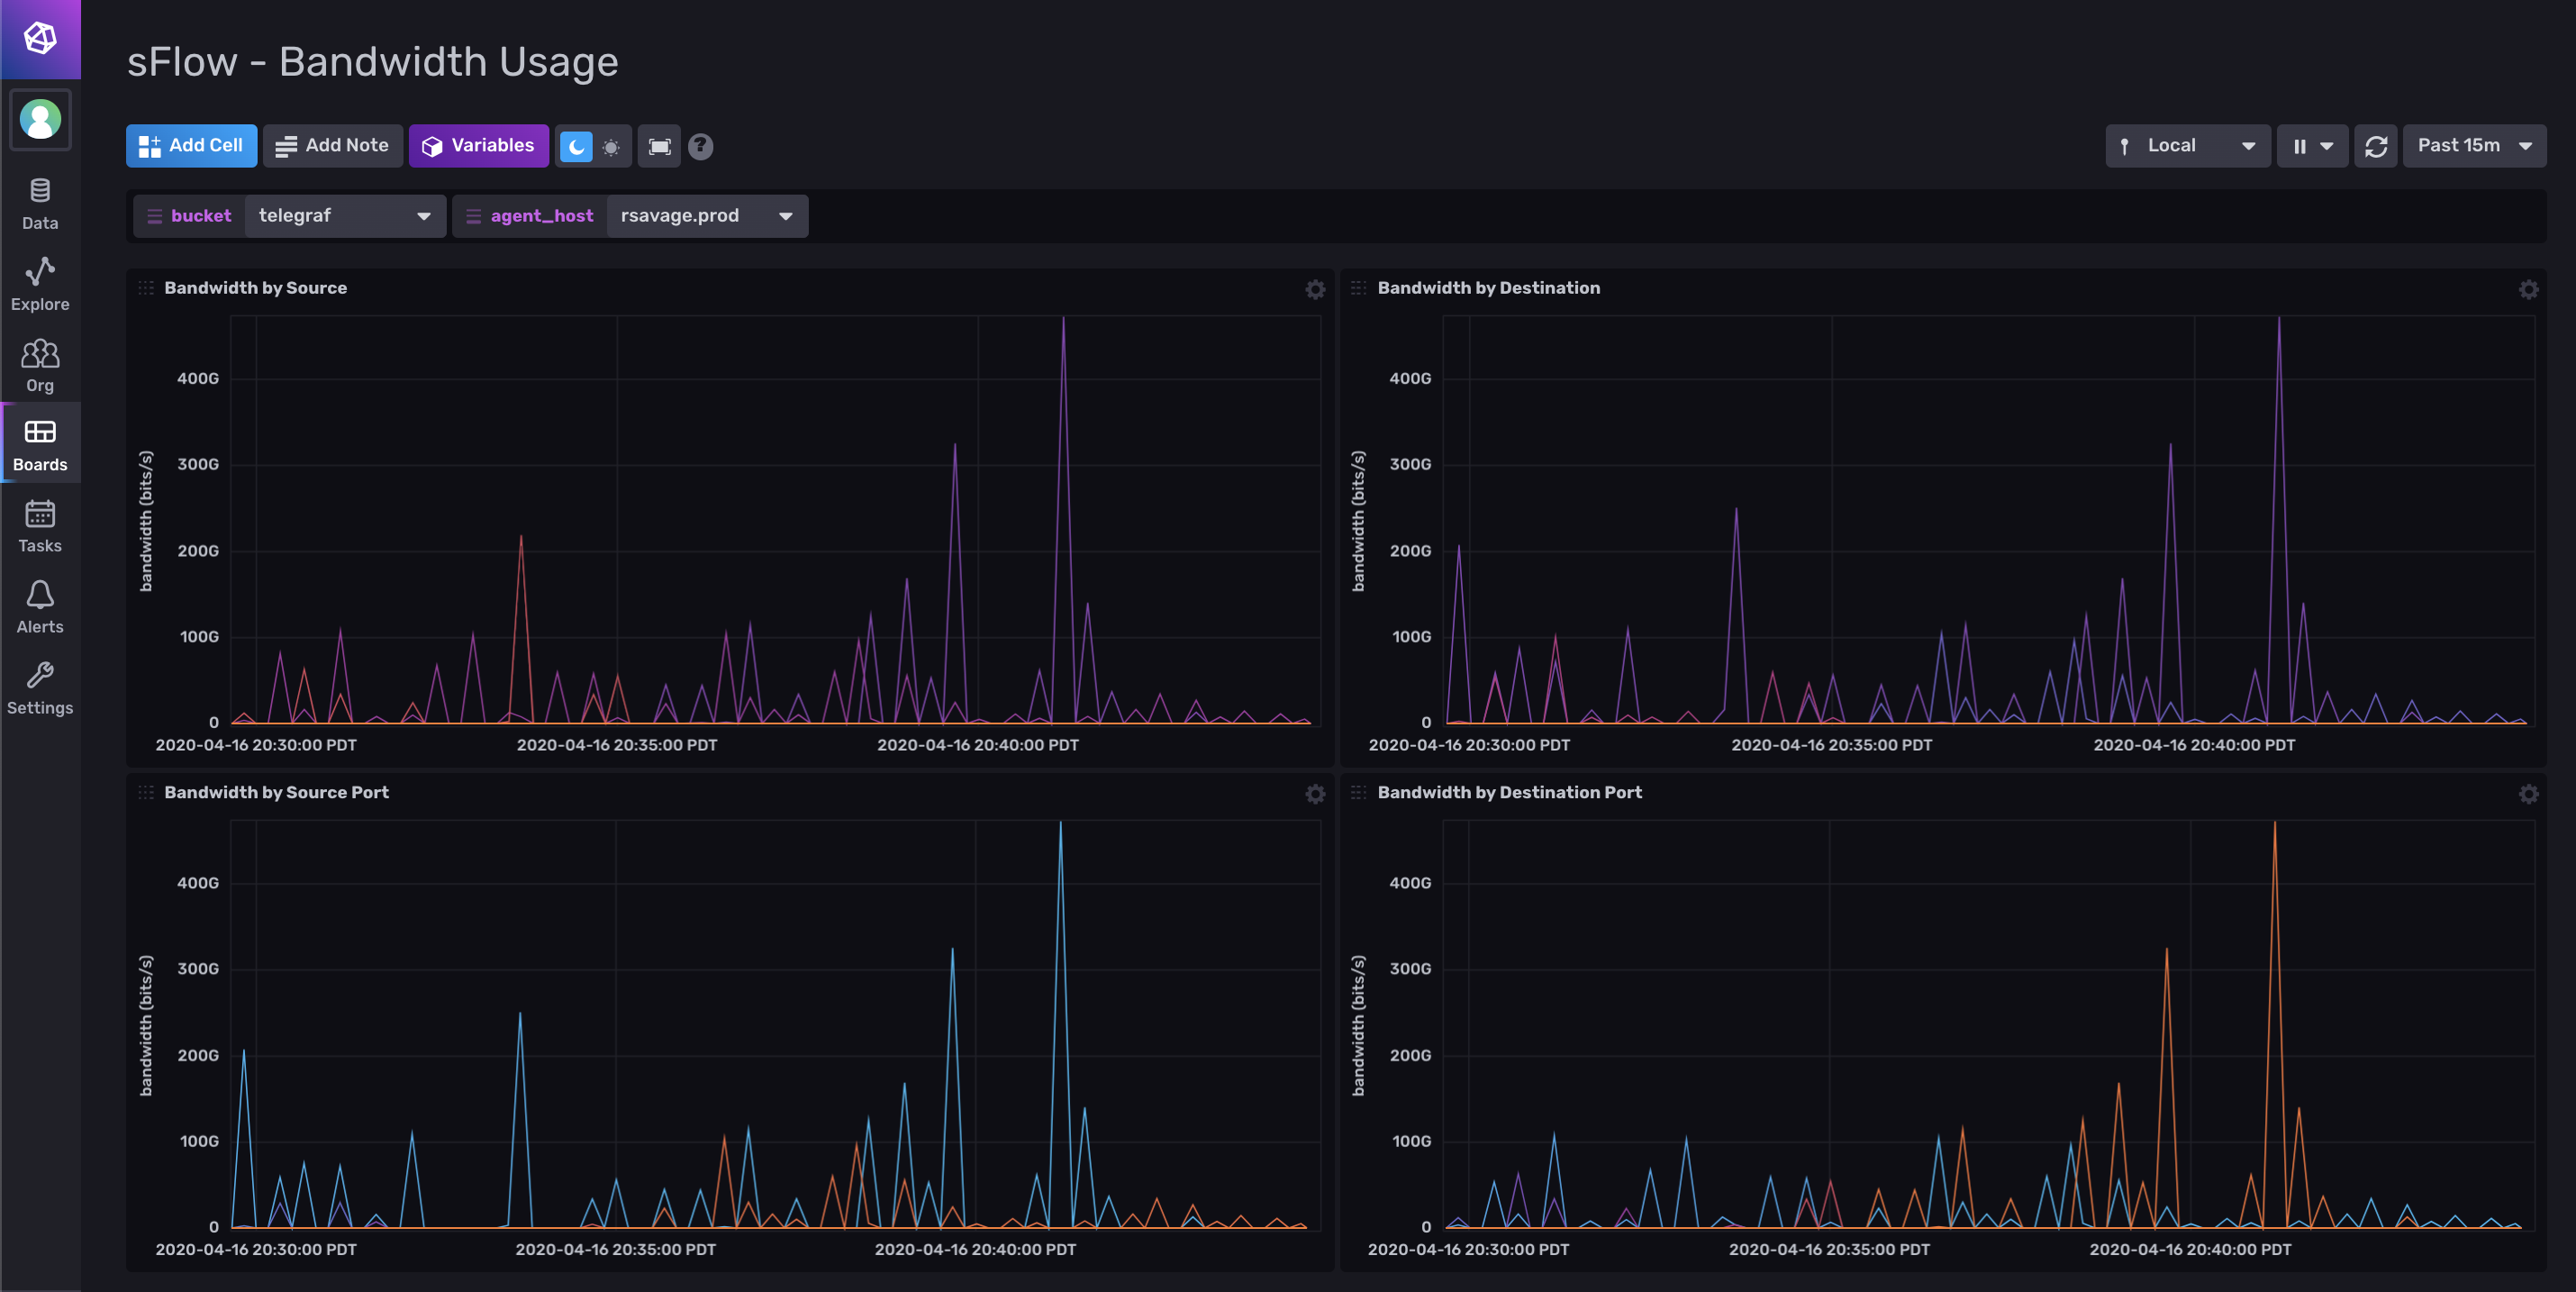 sFlow - Bandwidth Usage
Add Cell
Add Note
Variables
?
Local
Past 15m
bucket
telegraf
agent_host
rsavage.prod
Data
Explore
Org
Boards
Tasks
Alerts
Settings
Bandwidth by Source
bandwidth (bits/s)
400G
300G
200G
100G
0
2020-04-16 20:30:00 PDT
2020-04-16 20:35:00 PDT
2020-04-16 20:40:00 PDT
Bandwidth by Destination
bandwidth (bits/s)
400G
300G
200G
100G
0
2020-04-16 20:30:00 PDT
2020-04-16 20:35:00 PDT
2020-04-16 20:40:00 PDT
Bandwidth by Source Port
bandwidth (bits/s)
400G
300G
200G
100G
0
2020-04-16 20:30:00 PDT
2020-04-16 20:35:00 PDT
2020-04-16 20:40:00 PDT
Bandwidth by Destination Port
bandwidth (bits/s)
400G
300G
200G
100G
0
2020-04-16 20:30:00 PDT
2020-04-16 20:35:00 PDT
2020-04-16 20:40:00 PDT